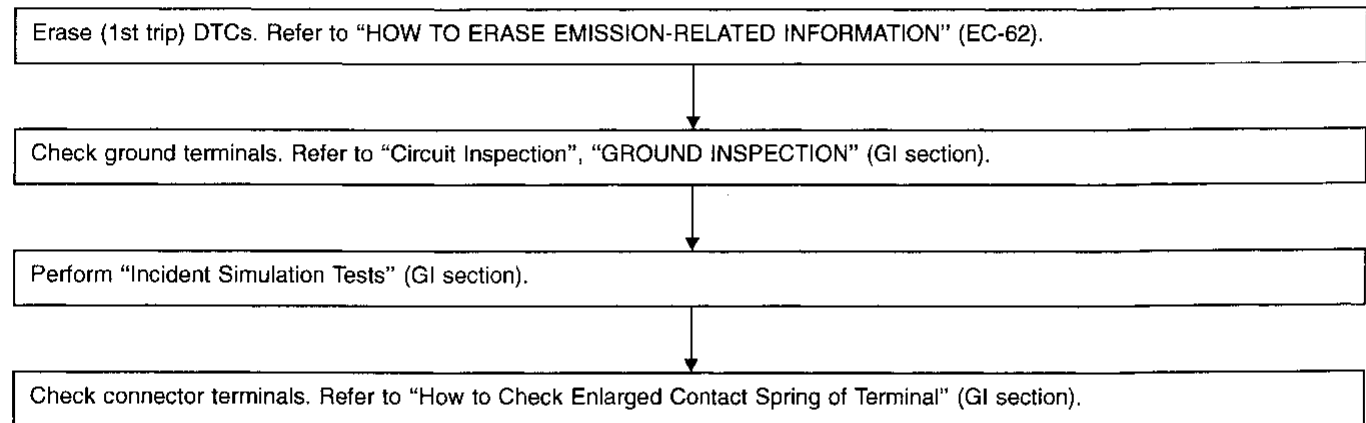 Erase (1st trip) DTCs. Refer to “HOW TO ERASE EMISSION-RELATED INFORMATION” (EC-62).
Check ground terminals. Refer to “Circuit Inspection”, “GROUND INSPECTION” (GI section).
Perform “Incident Simulation Tests” (GI section).
Check connector terminals. Refer to “How to Check Enlarged Contact Spring of Terminal” (GI section).